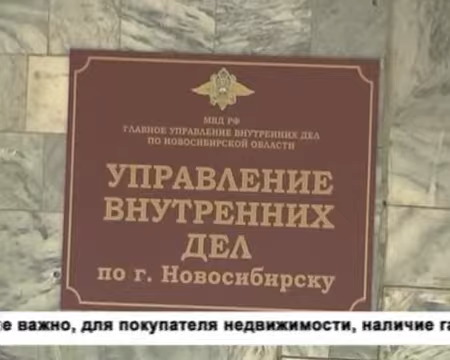 МВД РФ
ГЛАВНОЕ УПРАВЛЕНИЕ ВНУТРЕННИХ ДЕЛ
ПО НОВОСИБИРСКОЙ ОБЛАСТИ
УПРАВЛЕНИЕ
ВНУТРЕННИХ
ДЕЛ
по г. Новосибирску
важно, для покупателя недвижимости, наличие